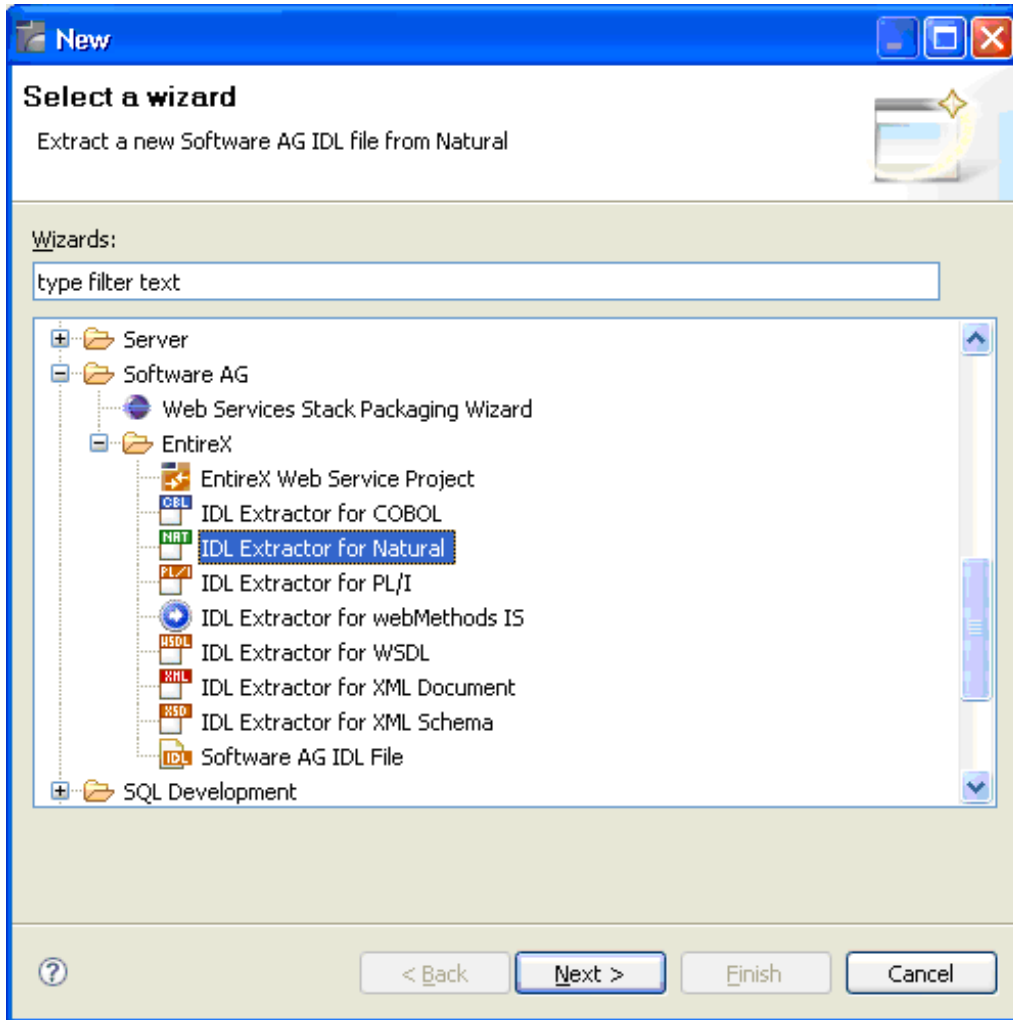 New
Select a wizard
Extract a new Software AG IDL file from Natural
Wizards:
type filter text
Server
Software AG
Web Services Stack Packaging Wizard
EntireX
EntireX Web Service Project
CBL IDL Extractor for COBOL
NAT IDL Extractor for Natural
PL/I IDL Extractor for PL/I
IDL Extractor for webMethods IS
WSDL IDL Extractor for WSDL
XML IDL Extractor for XML Document
XSD IDL Extractor for XML Schema
IDL Software AG IDL File
SQL Development
? < Back Next > Finish Cancel